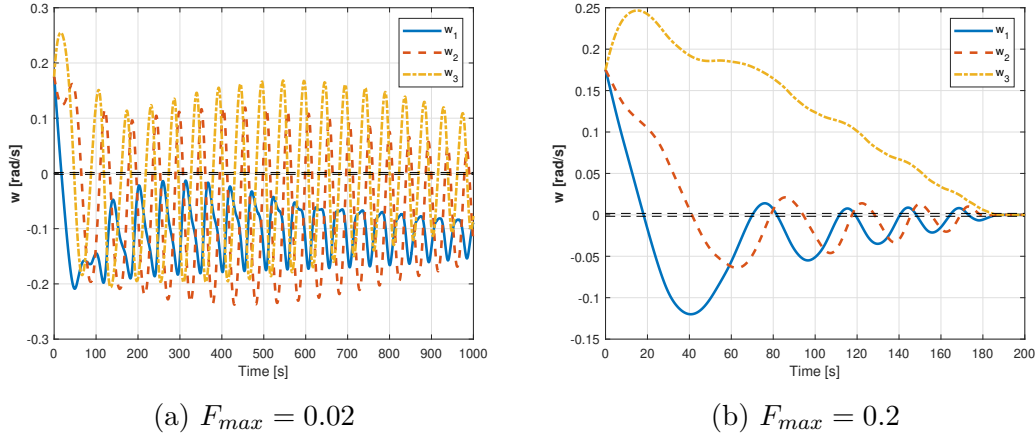 0.3
0.2
0.1
0
-0.1
-0.2
-0.3
w [rad/s]
0 100 200 300 400 500 600 700 800 900 1000
Time [s]
w1
w2
w3
(a) Fmax = 0.02
0.25
0.2
0.15
0.1
0.05
0
-0.05
-0.1
-0.15
w [rad/s]
0 20 40 60 80 100 120 140 160 180 200
Time [s]
w1
w2
w3
(b) Fmax = 0.2